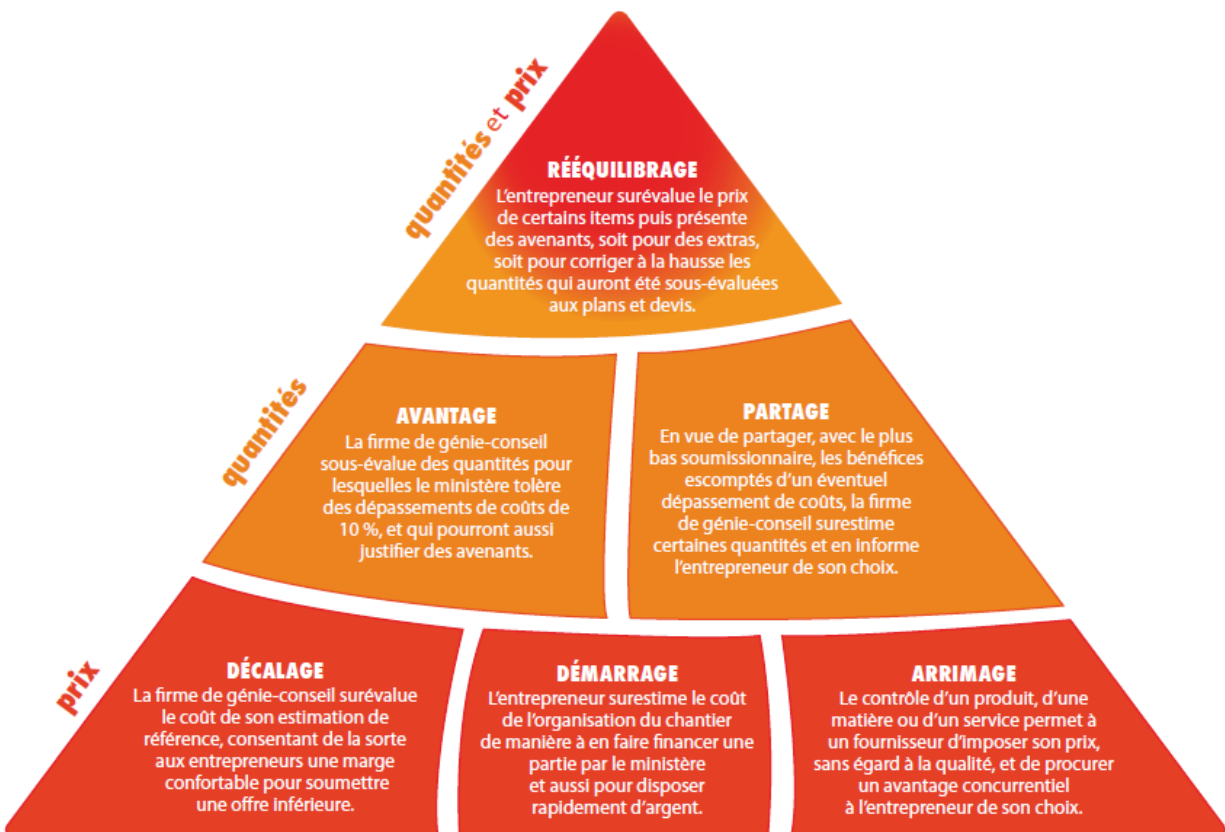 quantités et prix
RÉÉQUILIBRAGE
L'entrepreneur surévalue le prix
de certains items puis présente
des avenants, soit pour des extras,
soit pour corriger à la hausse les
quantités qui auront été sous-évaluées
aux plans et devis.
quantités
AVANTAGE
La firme de génie-conseil
sous-évalue des quantités pour
lesquelles le ministère tolère
des dépassements de coûts de
10 %, et qui pourront aussi
justifier des avenants.
PARTAGE
En vue de partager, avec le plus
bas soumissionnaire, les bénéfices
escomptés d'un éventuel
dépassement de coûts, la firme
de génie-conseil surestime
certaines quantités et en informe
l'entrepreneur de son choix.
prix
DÉCALAGE
La firme de génie-conseil surévalue
le coût de son estimation de
référence, consentant de la sorte
aux entrepreneurs une marge
confortable pour soumettre
une offre inférieure.
DÉMARRAGE
L'entrepreneur surestime le coût
de l'organisation du chantier
de manière à en faire financer une
partie par le ministère
et aussi pour disposer
rapidement d'argent.
ARRIMAGE
Le contrôle d'un produit, d'une
matière ou d'un service permet à
un fournisseur d'imposer son prix,
sans égard à la qualité, et de procurer
un avantage concurrentiel
à l'entrepreneur de son choix.